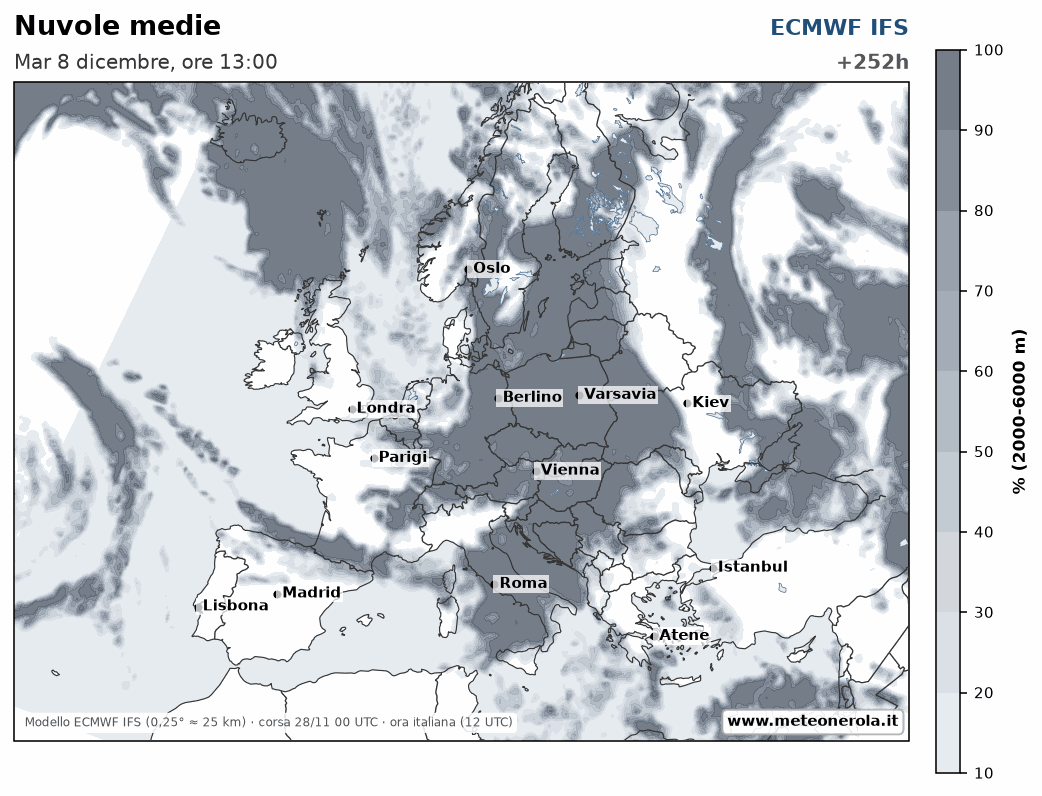 Nuvole medie
ECMWF IFS
Mar 8 dicembre, ore 13:00
+252h
100
90
80
70
60
50
40
30
20
10
% (2000-6000 m)
Oslo
Londra
Berlino
Varsavia
Kiev
Parigi
Vienna
Istanbul
Roma
Madrid
Lisbona
Atene
Modello ECMWF IFS (0,25° ≈ 25 km) · corsa 28/11 00 UTC · ora italiana (12 UTC)
www.meteonerola.it